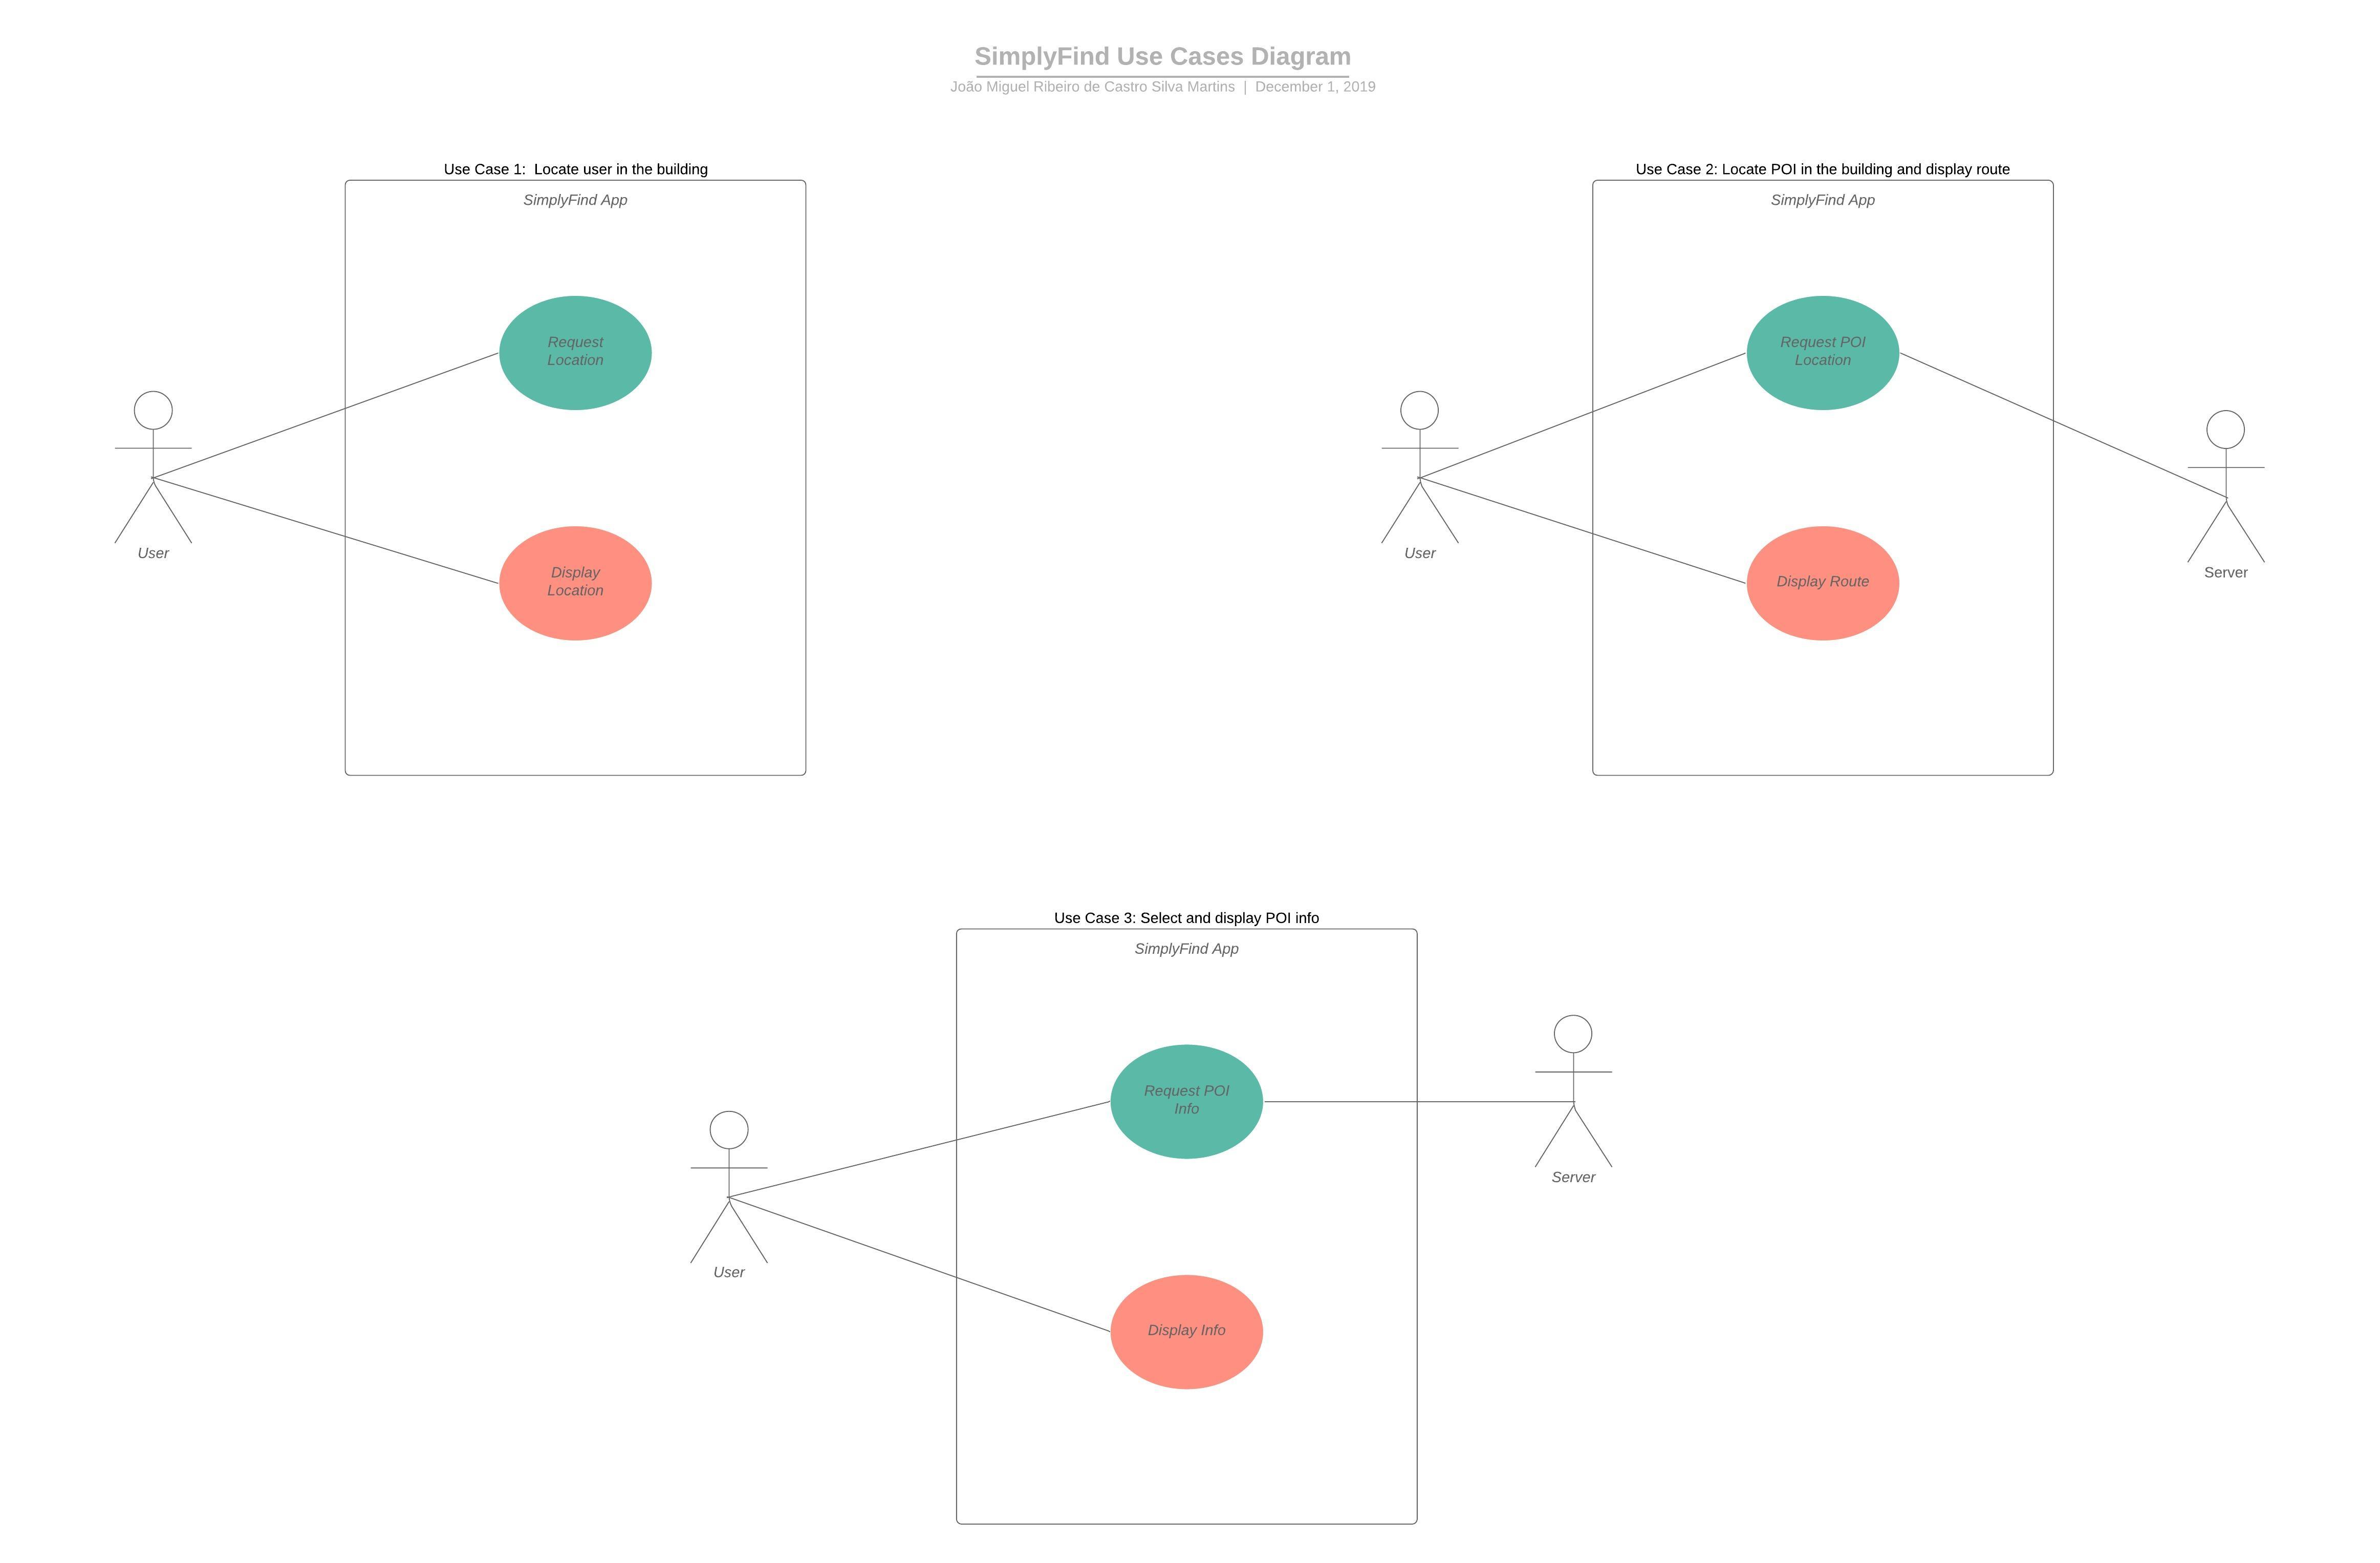 SimplyFind Use Cases Diagram
João Miguel Ribeiro de Castro Silva Martins | December 1, 2019
Use Case 1:  Locate user in the building
SimplyFind App
Request
Location
Display
Location
User
Use Case 2: Locate POI in the building and display route
SimplyFind App
Request POI
Location
Display Route
User
Server
Use Case 3: Select and display POI info
SimplyFind App
Request POI
Info
Display Info
User
Server